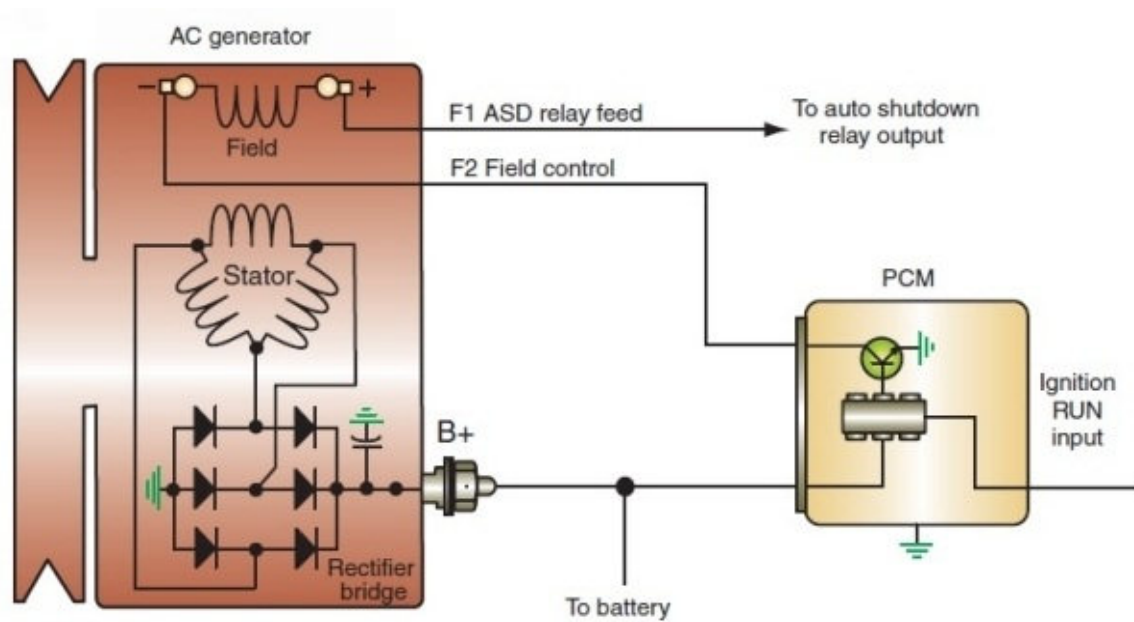 AC generator
− +
Field
F1 ASD relay feed
To auto shutdown
relay output
F2 Field control
Stator
PCM
Ignition
RUN
input
B+
Rectifier
bridge
To battery